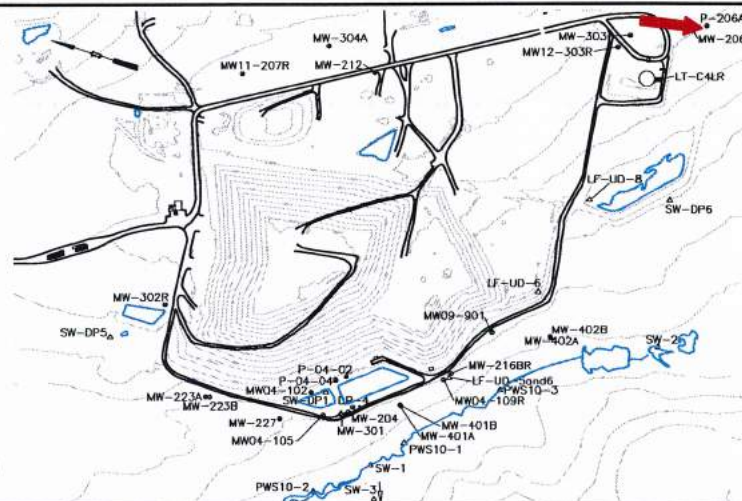 P-206A
MW-304A
MW-303
MW-206
MW12-303R
MW11-207R
MW-212
LT-C4LR
LF-UD-8
SW-DP6
LF-UD-6
MW-302R
MW09-901
SW-DP5
MW-402B
MW-402A
SW-2
P-04-02
P-04-04
MW-216BR
MW04-102
LF-UD-5and6
PWS10-3
SW-DP1
DP-4
MW04-109R
MW-223A
MW-223B
MW-204
MW-227
MW-301
MW-401B
MW04-105
MW-401A
PWS10-1
SW-1
PWS10-2
SW-3